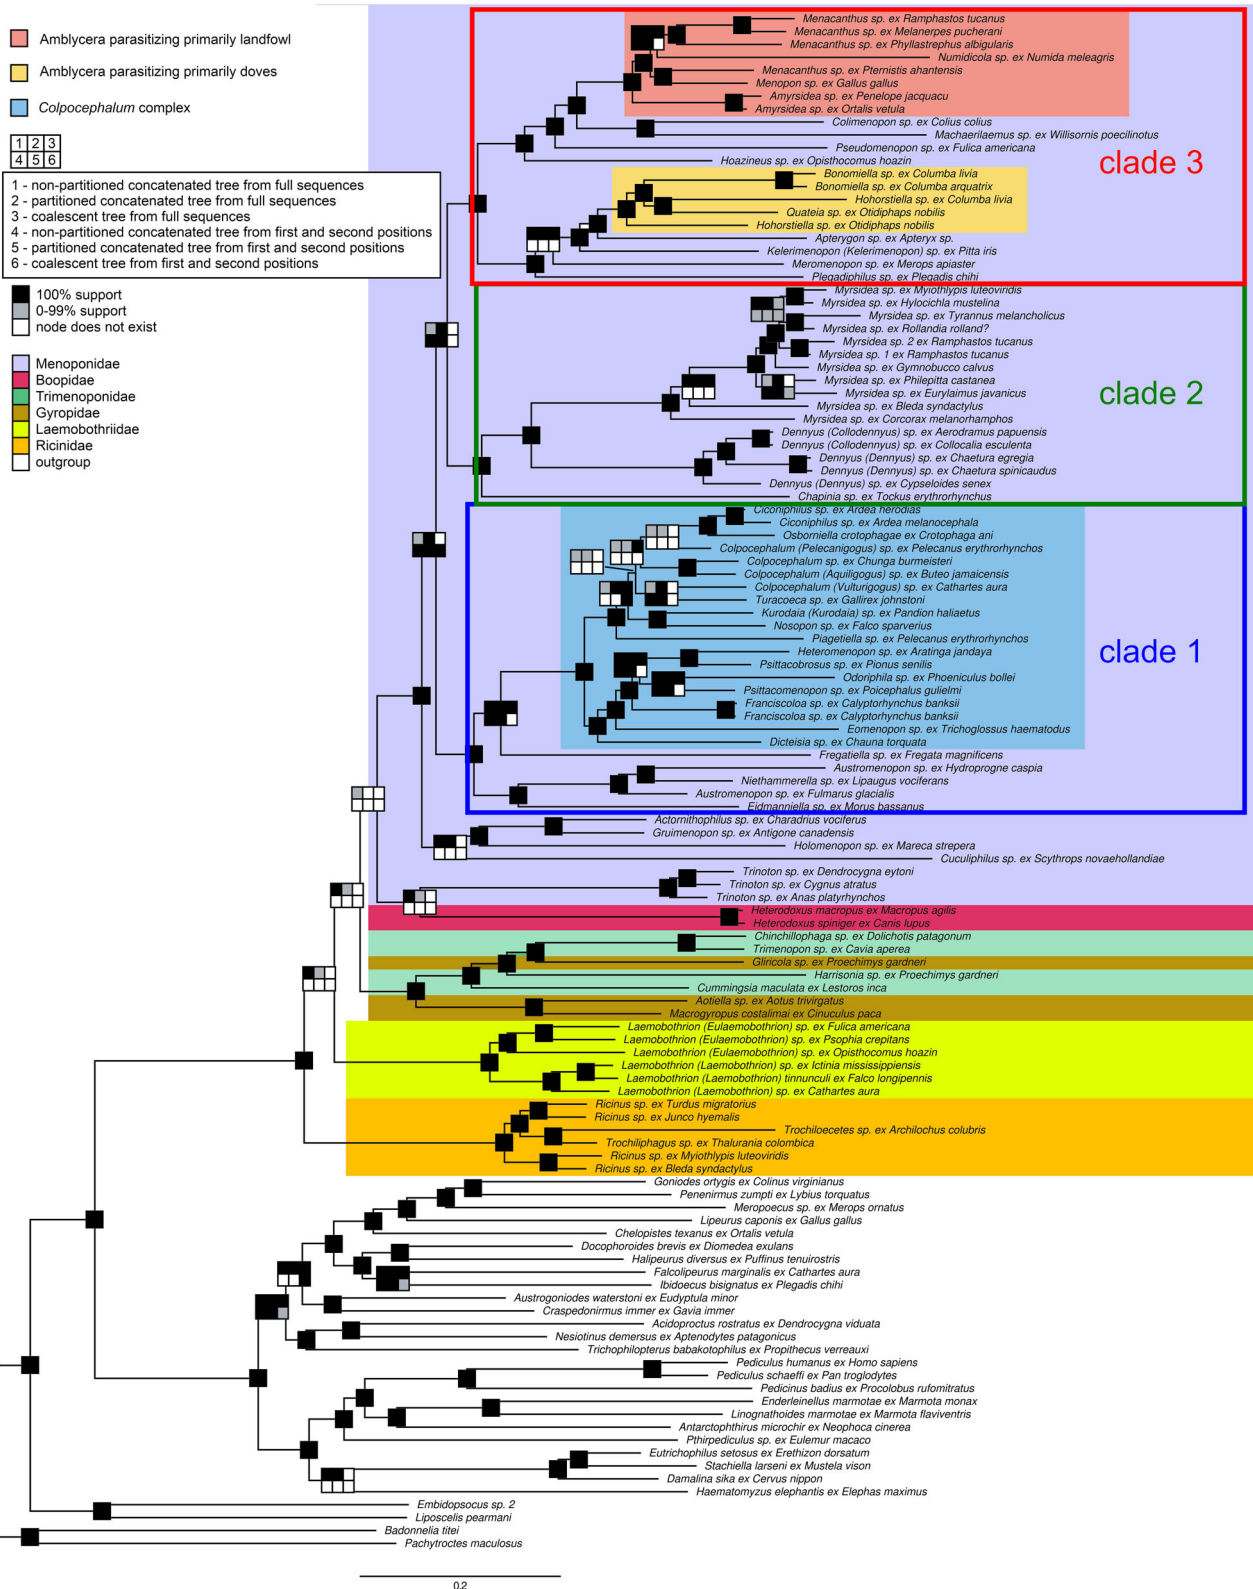 Amblycera parasitizing primarily landfowl
Amblycera parasitizing primarily doves
Colpocephalum complex
1 2 3
4 5 6
1 - non-partitioned concatenated tree from full sequences
2 - partitioned concatenated tree from full sequences
3 - coalescent tree from full sequences
4 - non-partitioned concatenated tree from first and second positions
5 - partitioned concatenated tree from first and second positions
6 - coalescent tree from first and second positions
100% support
0-99% support
node does not exist
Menoponidae
Boopidae
Trimenoponidae
Gyropidae
Laemobothriidae
Ricinidae
outgroup
Menacanthus sp. ex Ramphastos tucanus
Menacanthus sp. ex Melanerpes pucherani
Menacanthus sp. ex Phyllastrephus albigularis
Numidicola sp. ex Numida meleagris
Menacanthus sp. ex Pternistis ahantensis
Menopon sp. ex Gallus gallus
Amyrsidea sp. ex Penelope jacquacu
Amyrsidea sp. ex Ortalis vetula
Colimenopon sp. ex Colius colius
Machaerilaemus sp. ex Willisornis poecilinotus
Pseudomenopon sp. ex Fulica americana
Hoazineus sp. ex Opisthocomus hoazin
clade 3
Bonomiella sp. ex Columba livia
Bonomiella sp. ex Columba arquatrix
Hohorstiella sp. ex Columba livia
Quateia sp. ex Otidiphaps nobilis
Hohorstiella sp. ex Otidiphaps nobilis
Apterygon sp. ex Apteryx sp.
Kelerimenopon (Kelerimenopon) sp. ex Pitta iris
Meromenopon sp. ex Merops apiaster
Plegadiphilus sp. ex Plegadis chihi
Myrsidea sp. ex Myiothlypis luteoviridis
Myrsidea sp. ex Hylocichla mustelina
Myrsidea sp. ex Tyrannus melancholicus
Myrsidea sp. ex Rollandia rolland?
Myrsidea sp. 2 ex Ramphastos tucanus
Myrsidea sp. 1 ex Ramphastos tucanus
Myrsidea sp. ex Gymnobucco calvus
Myrsidea sp. ex Philepitta castanea
Myrsidea sp. ex Eurylaimus javanicus
clade 2
Myrsidea sp. ex Bleda syndactylus
Myrsidea sp. ex Corcorax melanorhamphos
Dennyus (Collodennyus) sp. ex Aerodramus papuensis
Dennyus (Collodennyus) sp. ex Collocalia esculenta
Dennyus (Dennyus) sp. ex Chaetura egregia
Dennyus (Dennyus) sp. ex Chaetura spinicaudus
Dennyus (Dennyus) sp. ex Cypseloides senex
Chapinia sp. ex Tockus erythrorhynchus
Ciconiphilus sp. ex Ardea herodias
Ciconiphilus sp. ex Ardea melanocephala
Osborniella crotophagae ex Crotophaga ani
Colpocephalum (Pelecanigogus) sp. ex Pelecanus erythrorhynchos
Colpocephalum sp. ex Chunga burmeisteri
Colpocephalum (Aquiligogus) sp. ex Buteo jamaicensis
Colpocephalum (Vulturigogus) sp. ex Cathartes aura
Turacoeca sp. ex Gallirex johnstoni
Kurodaia (Kurodaia) sp. ex Pandion haliaetus
Nosopon sp. ex Falco sparverius
Piagetiella sp. ex Pelecanus erythrorhynchos
Heteromenopon sp. ex Aratinga jandaya
clade 1
Psittacobrosus sp. ex Pionus senilis
Odoriphila sp. ex Phoeniculus bollei
Psittacomenopon sp. ex Poicephalus gulielmi
Franciscoloa sp. ex Calyptorhynchus banksii
Franciscoloa sp. ex Calyptorhynchus banksii
Eomenopon sp. ex Trichoglossus haematodus
Dicteisia sp. ex Chauna torquata
Fregatiella sp. ex Fregata magnificens
Austromenopon sp. ex Hydroprogne caspia
Niethammerella sp. ex Lipaugus vociferans
Austromenopon sp. ex Fulmarus glacialis
Eidmanniella sp. ex Morus bassanus
Actornithophilus sp. ex Charadrius vociferus
Gruimenopon sp. ex Antigone canadensis
Holomenopon sp. ex Mareca strepera
Cuculiphilus sp. ex Scythrops novaehollandiae
Trinoton sp. ex Dendrocygna eytoni
Trinoton sp. ex Cygnus atratus
Trinoton sp. ex Anas platyrhynchos
Heterodoxus macropus ex Macropus agilis
Heterodoxus spiniger ex Canis lupus
Chinchillophaga sp. ex Dolichotis patagonum
Trimenopon sp. ex Cavia aperea
Gliricola sp. ex Proechimys gardneri
Harrisonia sp. ex Proechimys gardneri
Cummingsia maculata ex Lestoros inca
Aotiella sp. ex Aotus trivirgatus
Macrogyropus costalimai ex Cinuculus paca
Laemobothrion (Eulaemobothrion) sp. ex Fulica americana
Laemobothrion (Eulaemobothrion) sp. ex Psophia crepitans
Laemobothrion (Eulaemobothrion) sp. ex Opisthocomus hoazin
Laemobothrion (Laemobothrion) sp. ex Ictinia mississippiensis
Laemobothrion (Laemobothrion) tinnunculi ex Falco longipennis
Laemobothrion (Laemobothrion) sp. ex Cathartes aura
Ricinus sp. ex Turdus migratorius
Ricinus sp. ex Junco hyemalis
Trochiloecetes sp. ex Archilochus colubris
Trochiliphagus sp. ex Thalurania colombica
Ricinus sp. ex Myiothlypis luteoviridis
Ricinus sp. ex Bleda syndactylus
Goniodes ortygis ex Colinus virginianus
Penenirmus zumpti ex Lybius torquatus
Meropoecus sp. ex Merops ornatus
Lipeurus caponis ex Gallus gallus
Chelopistes texanus ex Ortalis vetula
Docophoroides brevis ex Diomedea exulans
Halipeurus diversus ex Puffinus tenuirostris
Falcolipeurus marginalis ex Cathartes aura
Ibidoecus bisignatus ex Plegadis chihi
Austrogoniodes waterstoni ex Eudyptula minor
Craspedonirmus immer ex Gavia immer
Acidoproctus rostratus ex Dendrocygna viduata
Nesiotinus demersus ex Aptenodytes patagonicus
Trichophilopterus babakotophilus ex Propithecus verreauxi
Pediculus humanus ex Homo sapiens
Pediculus schaeffi ex Pan troglodytes
Pedicinus badius ex Procolobus rufomitratus
Enderleinellus marmotae ex Marmota monax
Linognathoides marmotae ex Marmota flaviventris
Antarctophthirus microchir ex Neophoca cinerea
Pthirpediculus sp. ex Eulemur macaco
Eutrichophilus setosus ex Erethizon dorsatum
Stachiella larseni ex Mustela vison
Damalina sika ex Cervus nippon
Haematomyzus elephantis ex Elephas maximus
Embidopsocus sp. 2
Liposcelis pearmani
Badonnelia titei
Pachytroctes maculosus
0.2